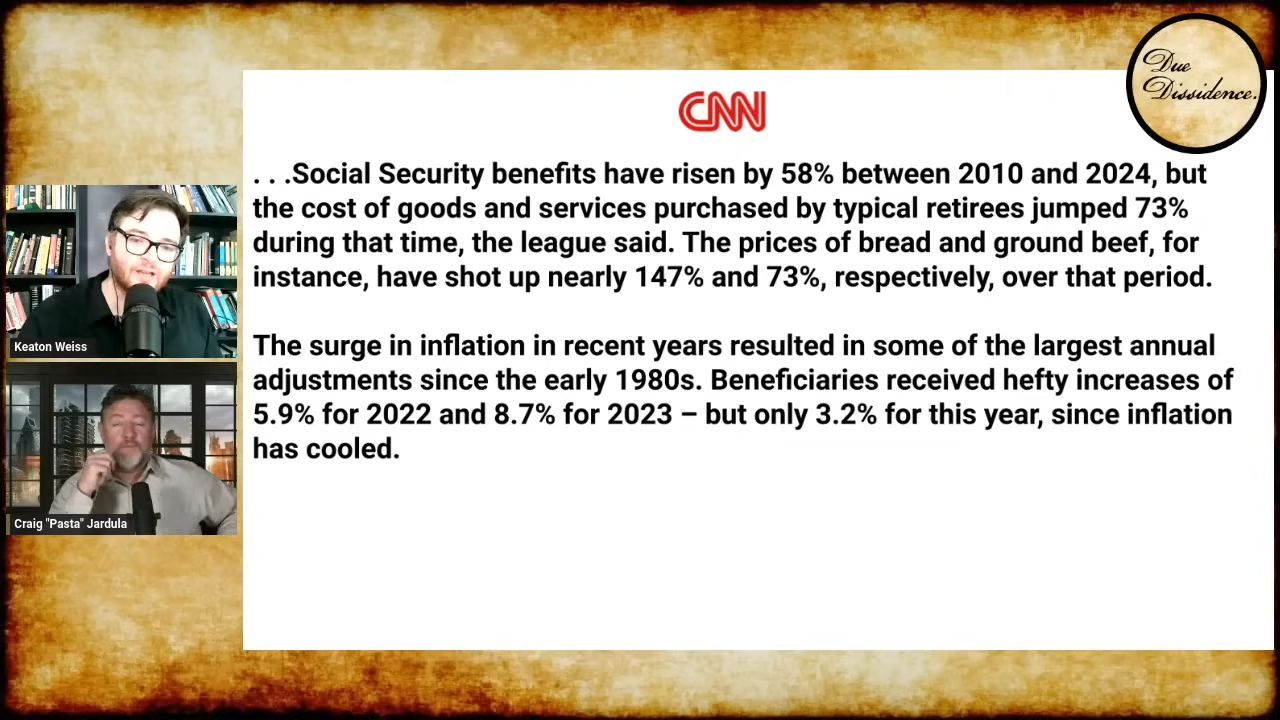 Due
Dissidence.
CNN
. . .Social Security benefits have risen by 58% between 2010 and 2024, but
the cost of goods and services purchased by typical retirees jumped 73%
during that time, the league said. The prices of bread and ground beef, for
instance, have shot up nearly 147% and 73%, respectively, over that period.
The surge in inflation in recent years resulted in some of the largest annual
adjustments since the early 1980s. Beneficiaries received hefty increases of
5.9% for 2022 and 8.7% for 2023 – but only 3.2% for this year, since inflation
has cooled.
Keaton Weiss
Craig "Pasta" Jardula